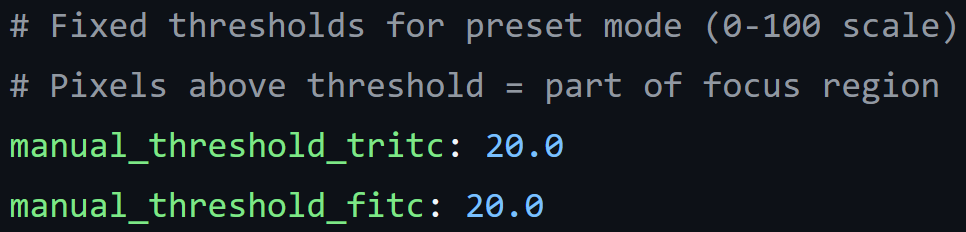 # Fixed thresholds for preset mode (0-100 scale)
# Pixels above threshold = part of focus region
manual_threshold_tritc: 20.0
manual_threshold_fitc: 20.0